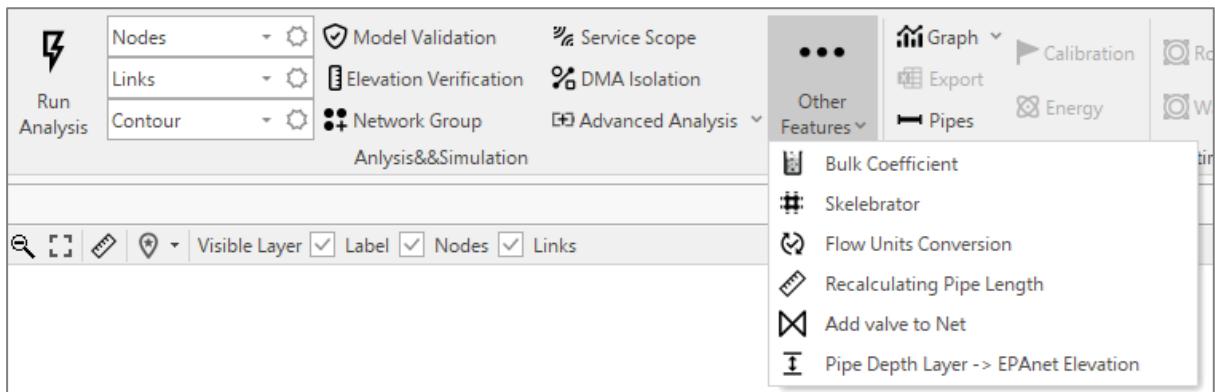 Run
Analysis
Nodes
Links
Contour
Model Validation
Elevation Verification
Network Group
Service Scope
DMA Isolation
Advanced Analysis
Anlysis&&Simulation
Other
Features
Graph
Export
Pipes
Calibration
Energy
Bulk Coefficient
Skelebrator
Flow Units Conversion
Recalculating Pipe Length
Add valve to Net
Pipe Depth Layer -> EPAnet Elevation
Visible Layer Label Nodes Links